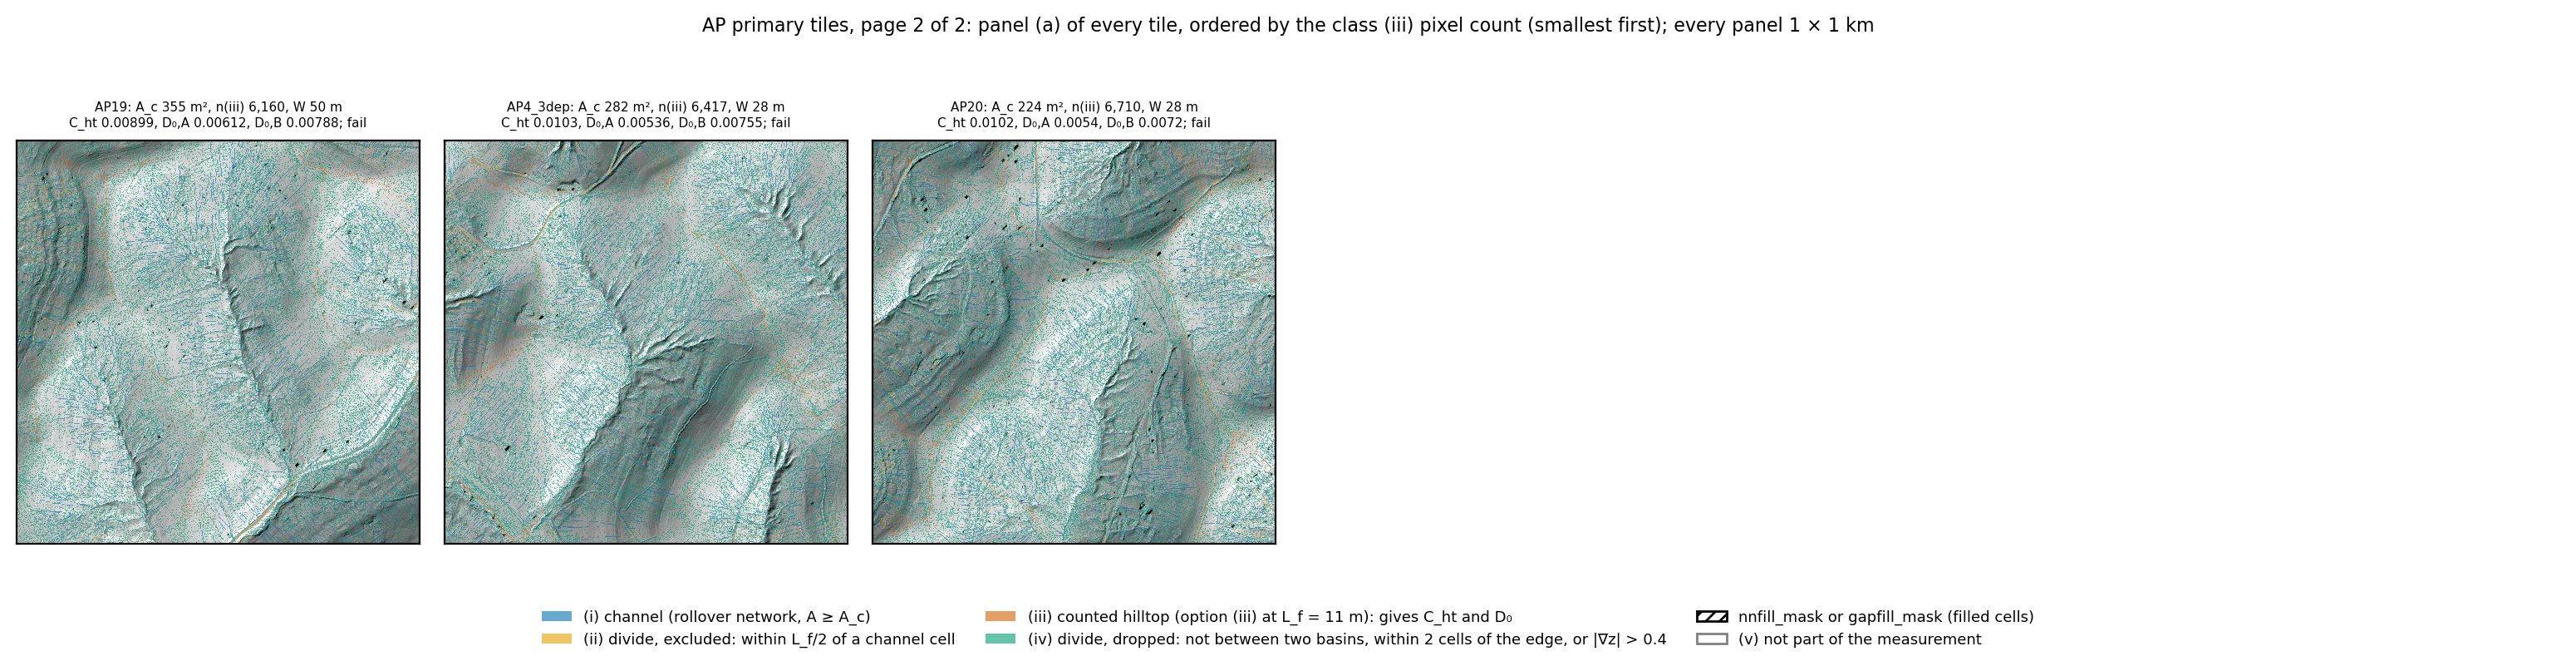 AP primary tiles, page 2 of 2: panel (a) of every tile, ordered by the class (iii) pixel count (smallest first); every panel 1 × 1 km
AP19: A_c 355 m², n(iii) 6,160, W 50 m
C_ht 0.00899, D₀,A 0.00612, D₀,B 0.00788; fail
AP4_3dep: A_c 282 m², n(iii) 6,417, W 28 m
C_ht 0.0103, D₀,A 0.00536, D₀,B 0.00755; fail
AP20: A_c 224 m², n(iii) 6,710, W 28 m
C_ht 0.0102, D₀,A 0.0054, D₀,B 0.0072; fail
(i) channel (rollover network, A ≥ A_c)
(ii) divide, excluded: within L_f/2 of a channel cell
(iii) counted hilltop (option (iii) at L_f = 11 m): gives C_ht and D₀
(iv) divide, dropped: not between two basins, within 2 cells of the edge, or |∇z| > 0.4
nnfill_mask or gapfill_mask (filled cells)
(v) not part of the measurement